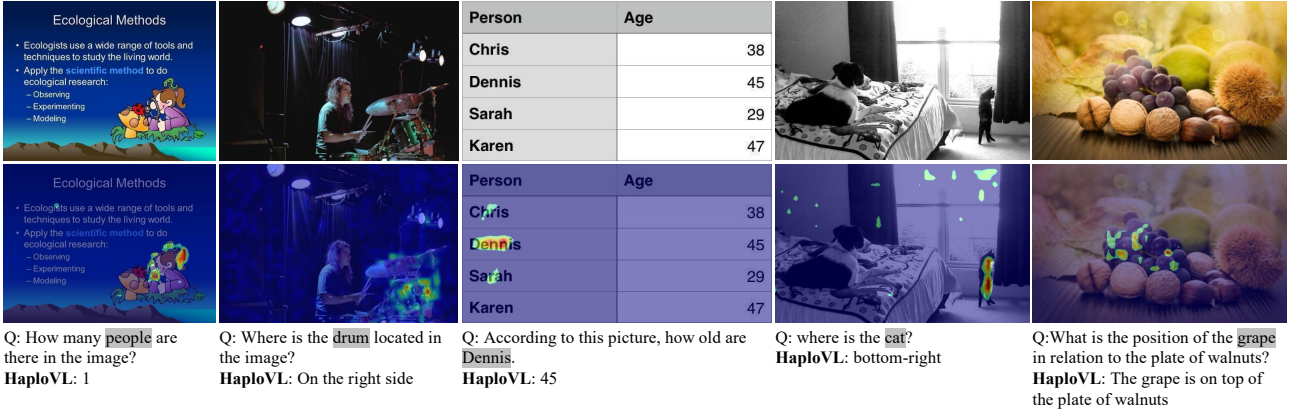 Ecological Methods
• Ecologists use a wide range of tools and
techniques to study the living world.
• Apply the scientific method to do
ecological research:
– Observing
– Experimenting
– Modeling
Person Age
Chris 38
Dennis 45
Sarah 29
Karen 47
Ecological Methods
• Ecologists use a wide range of tools and
techniques to study the living world.
• Apply the scientific method to do
ecological research:
– Observing
– Experimenting
– Modeling
Person Age
Chris 38
Dennis 45
Sarah 29
Karen 47
Q: How many people are
there in the image?
HaploVL: 1
Q: Where is the drum located in
the image?
HaploVL: On the right side
Q: According to this picture, how old are
Dennis.
HaploVL: 45
Q: where is the cat?
HaploVL: bottom-right
Q:What is the position of the grape
in relation to the plate of walnuts?
HaploVL: The grape is on top of
the plate of walnuts